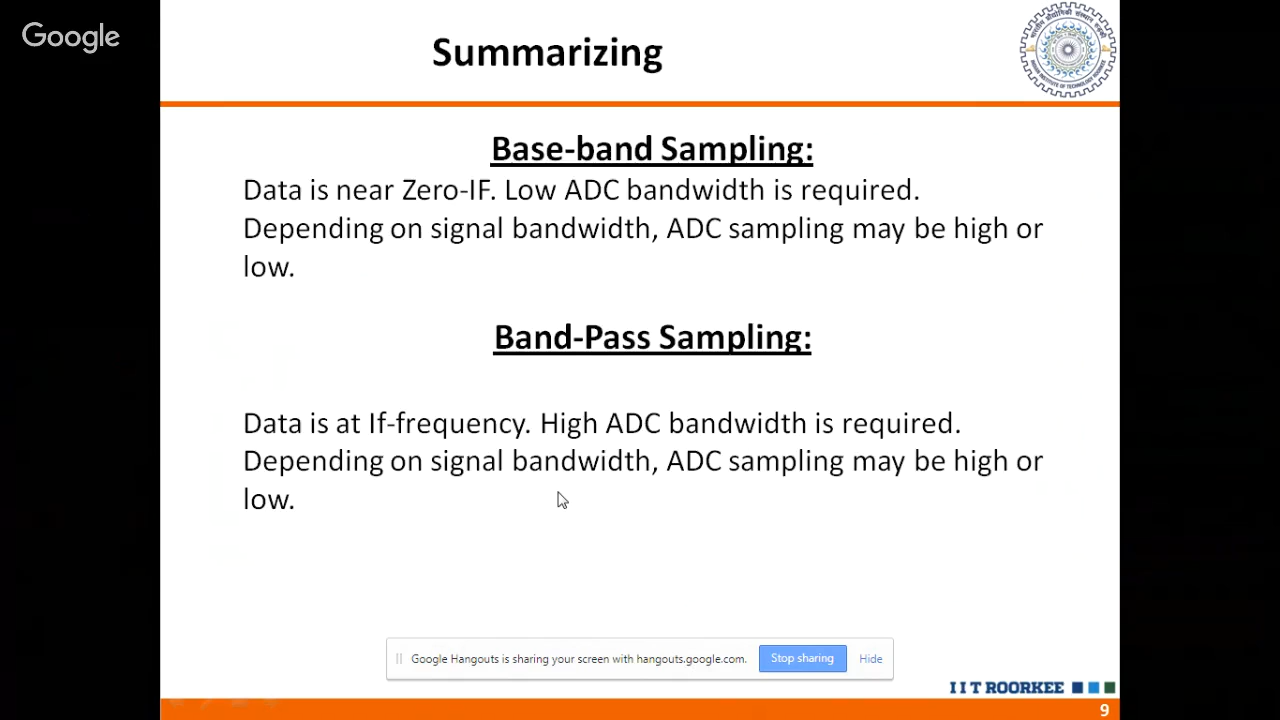 Google
Summarizing
Base-band Sampling:
Data is near Zero-IF. Low ADC bandwidth is required.
Depending on signal bandwidth, ADC sampling may be high or
low.
Band-Pass Sampling:
Data is at If-frequency. High ADC bandwidth is required.
Depending on signal bandwidth, ADC sampling may be high or
low.
Google Hangouts is sharing your screen with hangouts.google.com.
Stop sharing
Hide
I I T ROORKEE
9